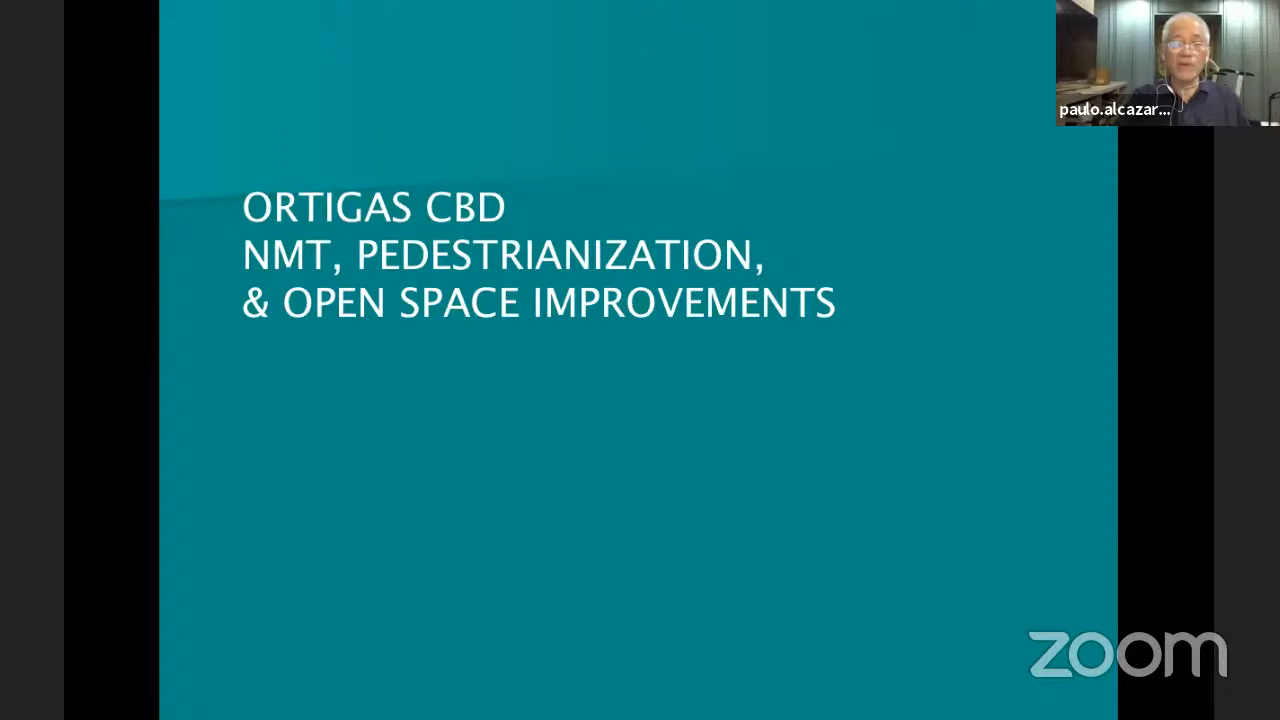 ORTIGAS CBD
NMT, PEDESTRIANIZATION,
& OPEN SPACE IMPROVEMENTS
paulo.alcazar...
zoom